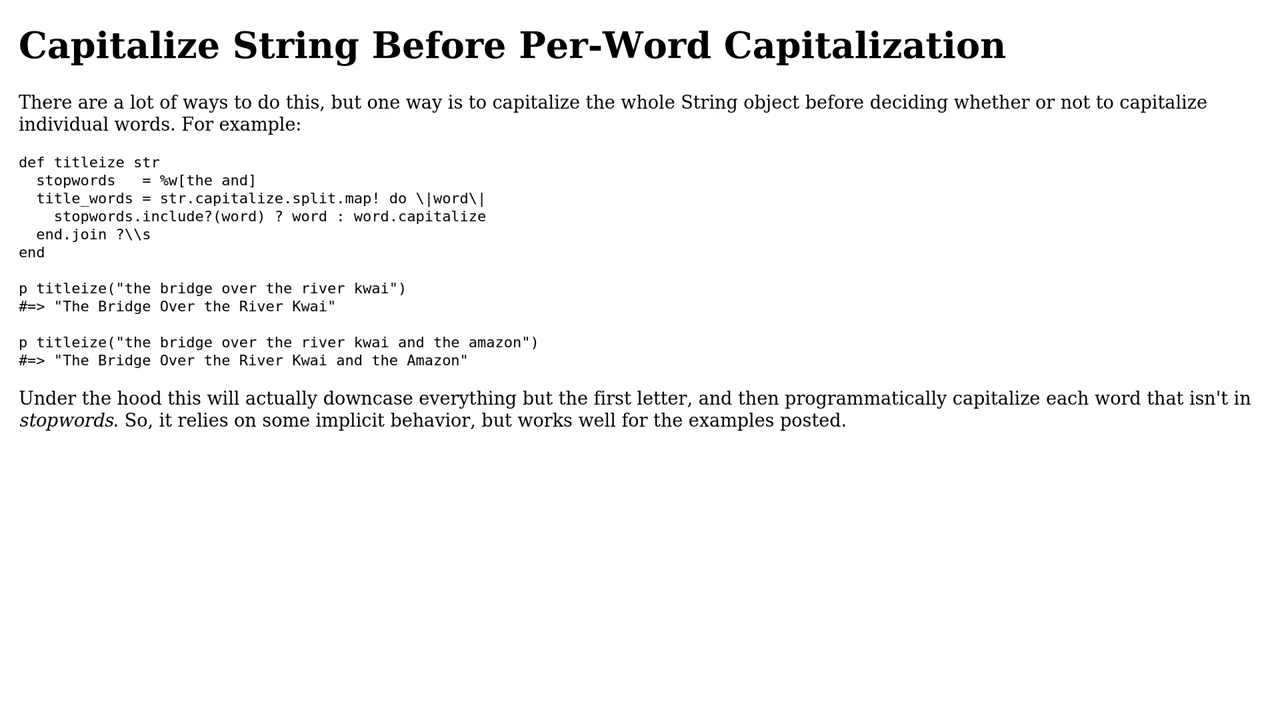 Capitalize String Before Per-Word Capitalization
There are a lot of ways to do this, but one way is to capitalize the whole String object before deciding whether or not to capitalize
individual words. For example:
def titleize str
  stopwords   = %w[the and]
  title_words = str.capitalize.split.map! do \|word\|
    stopwords.include?(word) ? word : word.capitalize
  end.join ?\\s
end
p titleize("the bridge over the river kwai")
#=> "The Bridge Over the River Kwai"
p titleize("the bridge over the river kwai and the amazon")
#=> "The Bridge Over the River Kwai and the Amazon"
Under the hood this will actually downcase everything but the first letter, and then programmatically capitalize each word that isn't in
stopwords. So, it relies on some implicit behavior, but works well for the examples posted.